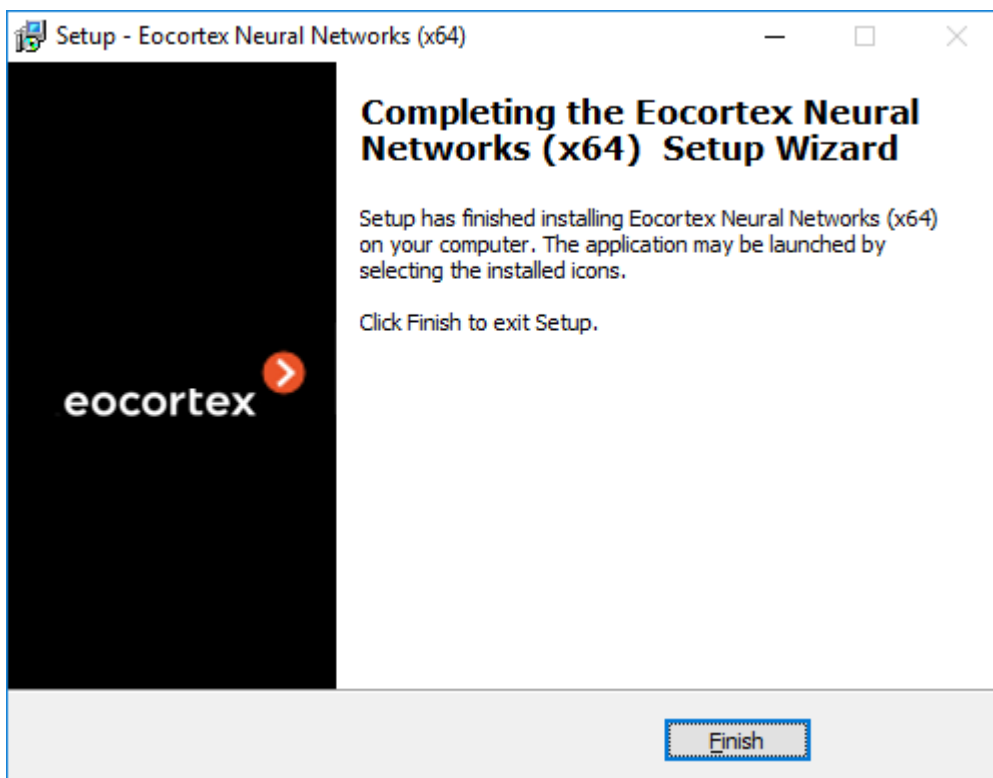 Setup - Eocortex Neural Networks (x64)
Completing the Eocortex Neural
Networks (x64)  Setup Wizard
Setup has finished installing Eocortex Neural Networks (x64)
on your computer. The application may be launched by
selecting the installed icons.
Click Finish to exit Setup.
eocortex
Finish